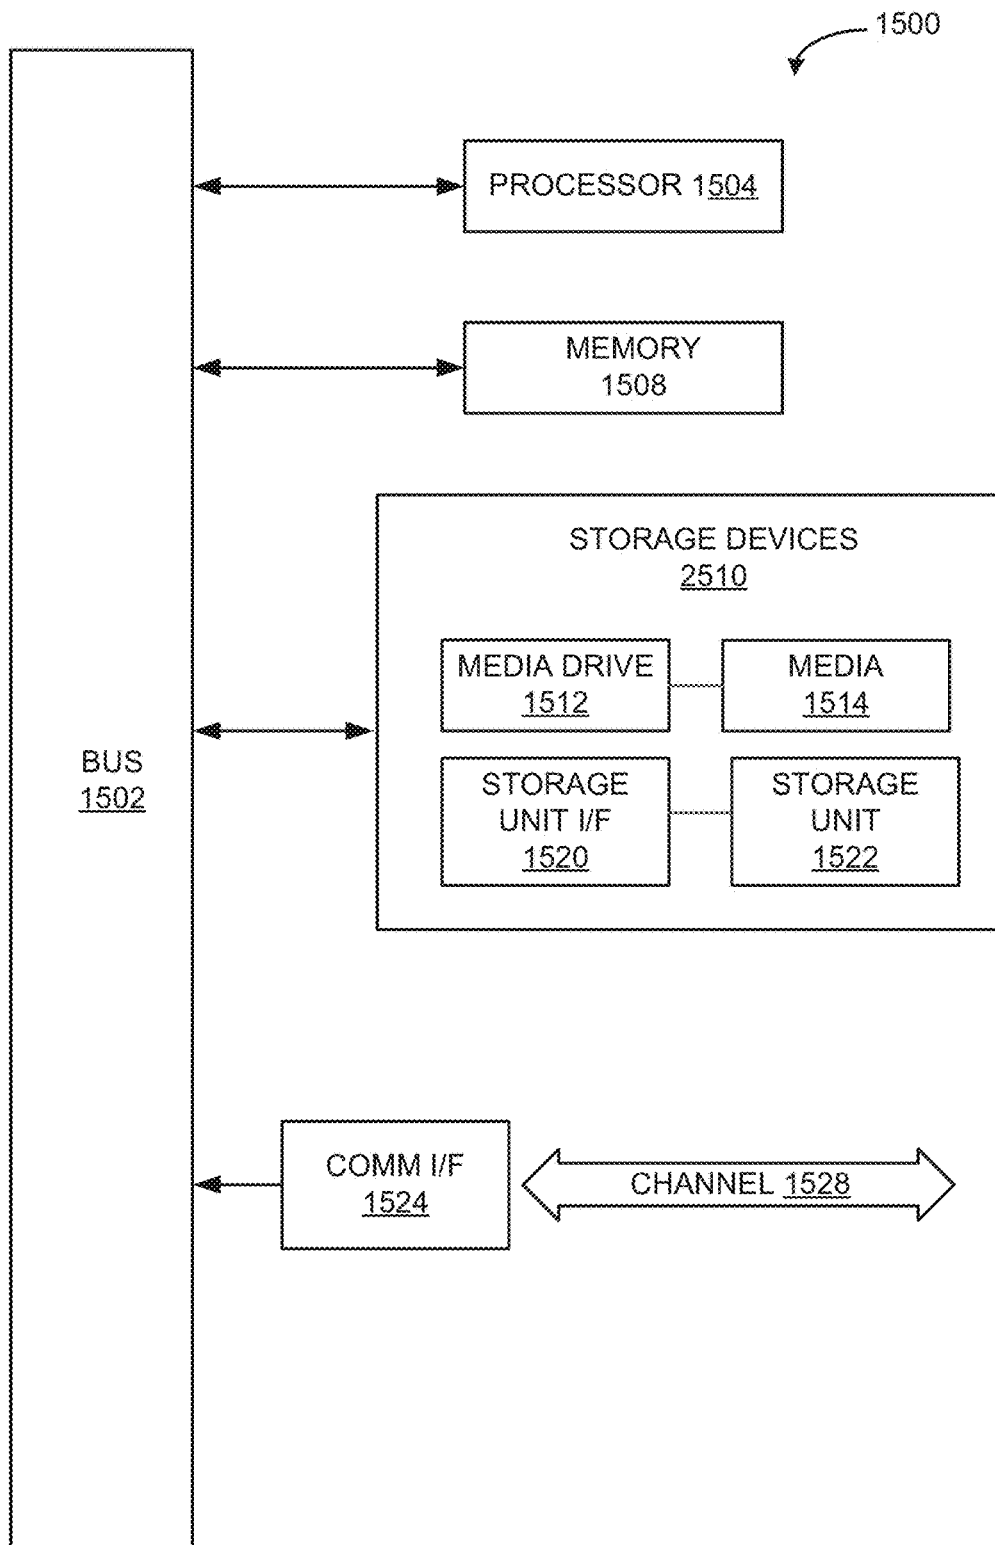 1500
PROCESSOR 1504
MEMORY
1508
STORAGE DEVICES
2510
MEDIA DRIVE
1512
MEDIA
1514
BUS
1502
STORAGE
UNIT I/F
1520
STORAGE
UNIT
1522
COMM I/F
1524
CHANNEL 1528